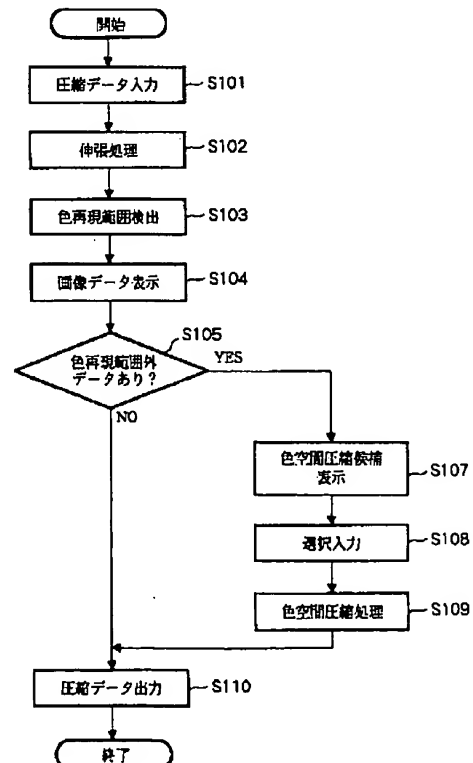 開始
圧縮データ入力
S101
伸張処理
S102
色再現範囲検出
S103
画像データ表示
S104
S105
色再現範囲外
データあり?
YES
NO
色空間圧縮候補
表示
S107
選択入力
S108
色空間圧縮処理
S109
圧縮データ出力
S110
終了